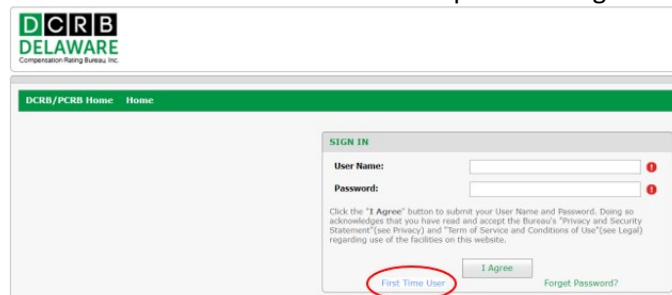 DCRB
DELAWARE
Compensation Rating Bureau, Inc.
DCRB/PCRB Home Home
SIGN IN
User Name:
Password:
Click the "I Agree" button to submit your User Name and Password. Doing so
acknowledges that you have read and accept the Bureau's "Privacy and Security
Statement"(see Privacy) and "Term of Service and Conditions of Use"(see Legal)
regarding use of the facilities on this website.
I Agree
First Time User Forget Password?